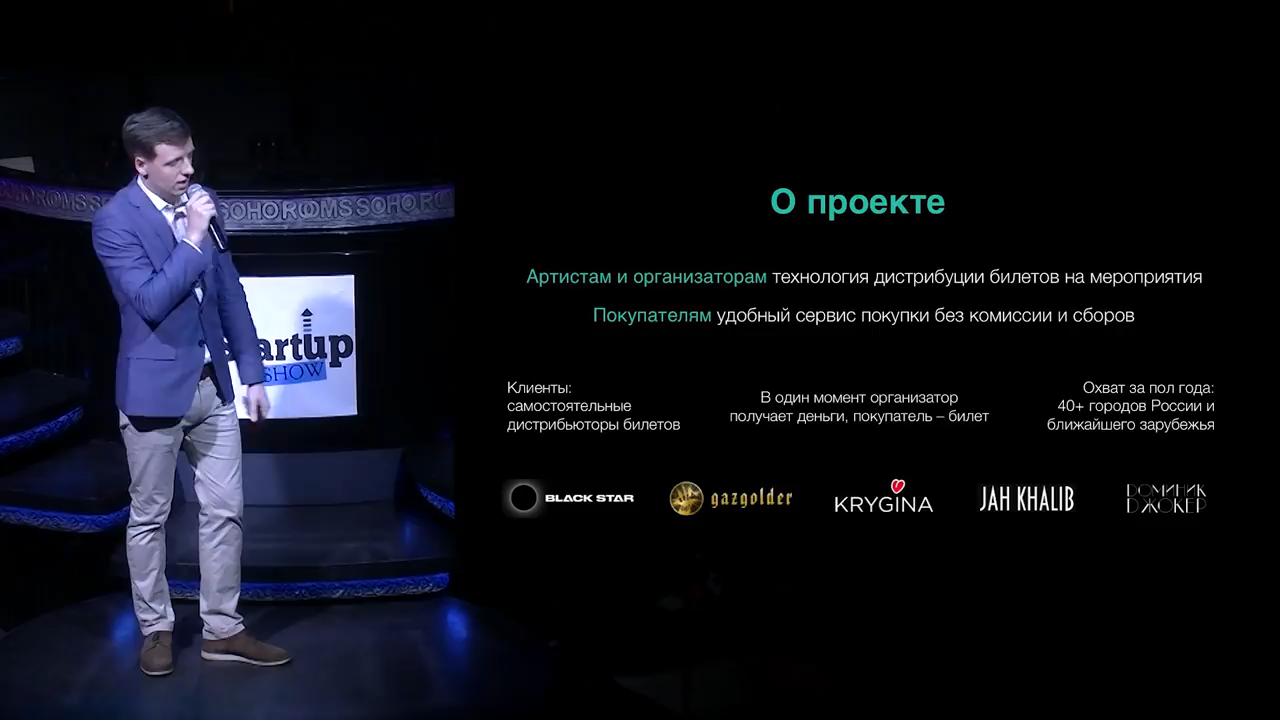 SOHO ROOMS SOHO RO
startup
SHOW
О проекте
Артистам и организаторам технология дистрибуции билетов на мероприятия
Покупателям удобный сервис покупки без комиссии и сборов
Клиенты:
самостоятельные
дистрибьюторы билетов
В один момент организатор
получает деньги, покупатель – билет
Охват за пол года:
40+ городов России и
ближайшего зарубежья
BLACK STAR
gazgolder
KRYGINA
JAH KHALIB
ДОМИНИК
ДЖОКЕР